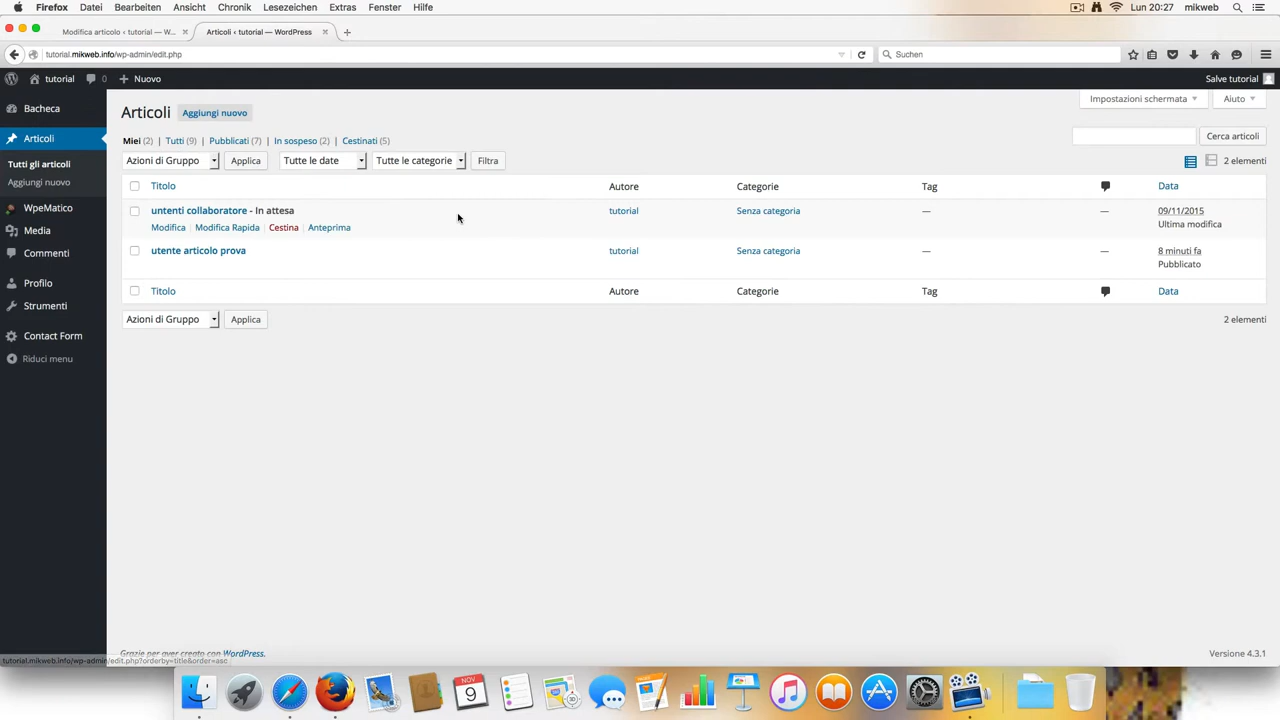 Firefox Datei Bearbeiten Ansicht Chronik Lesezeichen Extras Fenster Hilfe Lun 20:27 mikweb
Modifica articolo ‹ tutorial — W... Articoli ‹ tutorial — WordPress
tutorial.mikweb.info/wp-admin/edit.php Suchen
tutorial 0 Nuovo Salve tutorial
Bacheca
Articoli
Tutti gli articoli
Aggiungi nuovo
WpeMatico
Media
Commenti
Profilo
Strumenti
Contact Form
Riduci menu
Impostazioni schermata Aiuto
Articoli Aggiungi nuovo
Miei (2) | Tutti (9) | Pubblicati (7) | In sospeso (2) | Cestinati (5)
Cerca articoli
Azioni di Gruppo Applica Tutte le date Tutte le categorie Filtra 2 elementi
Titolo Autore Categorie Tag Data
untenti collaboratore - In attesa tutorial Senza categoria — — 09/11/2015
Ultima modifica
Modifica | Modifica Rapida | Cestina | Anteprima
utente articolo prova tutorial Senza categoria — — 8 minuti fa
Pubblicato
Titolo Autore Categorie Tag Data
Azioni di Gruppo Applica 2 elementi
Grazie per aver creato con WordPress. Versione 4.3.1
tutorial.mikweb.info/wp-admin/edit.php?orderby=title&order=asc
NOV
9